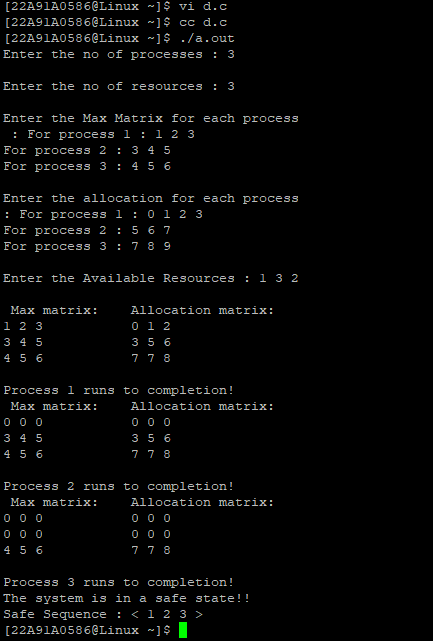 [22A91A0586@Linux ~]$ vi d.c
[22A91A0586@Linux ~]$ cc d.c
[22A91A0586@Linux ~]$ ./a.out
Enter the no of processes : 3
Enter the no of resources : 3
Enter the Max Matrix for each process
: For process 1 : 1 2 3
For process 2 : 3 4 5
For process 3 : 4 5 6
Enter the allocation for each process
: For process 1 : 0 1 2 3
For process 2 : 5 6 7
For process 3 : 7 8 9
Enter the Available Resources : 1 3 2
Max matrix:    Allocation matrix:
1 2 3          0 1 2
3 4 5          3 5 6
4 5 6          7 7 8
Process 1 runs to completion!
Max matrix:    Allocation matrix:
0 0 0          0 0 0
3 4 5          3 5 6
4 5 6          7 7 8
Process 2 runs to completion!
Max matrix:    Allocation matrix:
0 0 0          0 0 0
0 0 0          0 0 0
4 5 6          7 7 8
Process 3 runs to completion!
The system is in a safe state!!
Safe Sequence : < 1 2 3 >
[22A91A0586@Linux ~]$